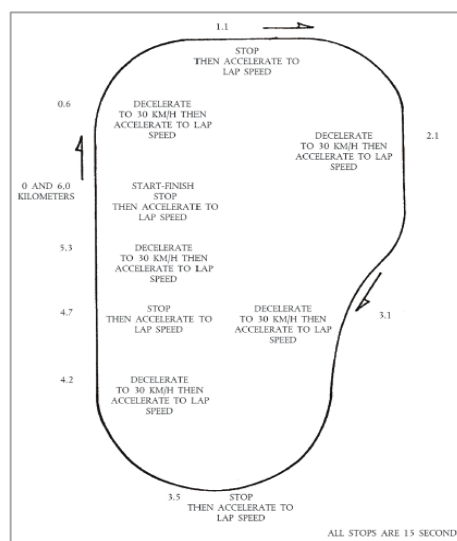 1.1
STOP
THEN ACCELERATE TO
LAP SPEED
0.6
DECELERATE
TO 30 KM/H THEN
ACCELERATE TO LAP
SPEED
DECELERATE
TO 30 KM/H THEN
ACCELERATE TO LAP
SPEED
2.1
0 AND 6.0
KILOMETERS
START-FINISH
STOP
THEN ACCELERATE TO
LAP SPEED
5.3
DECELERATE
TO 30 KM/H THEN
ACCELERATE TO LAP
SPEED
4.7
STOP
THEN ACCELERATE TO
LAP SPEED
DECELERATE
TO 30 KM/H THEN
ACCELERATE TO LAP
SPEED
3.1
4.2
DECELERATE
TO 30 KM/H THEN
ACCELERATE TO LAP
SPEED
3.5
STOP
THEN ACCELERATE TO
LAP SPEED
ALL STOPS ARE 15 SECOND